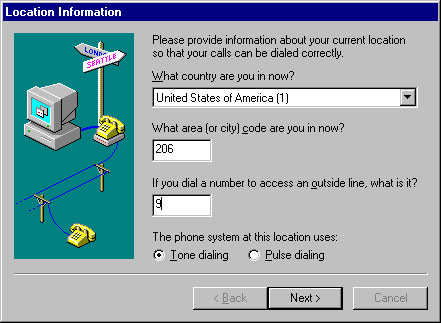 Location Information
LONDON
SEATTLE
Please provide information about your current location
so that your calls can be dialed correctly.
What country are you in now?
United States of America (1)
What area (or city) code are you in now?
206
If you dial a number to access an outside line, what is it?
9
The phone system at this location uses:
Tone dialing
Pulse dialing
< Back
Next >
Cancel